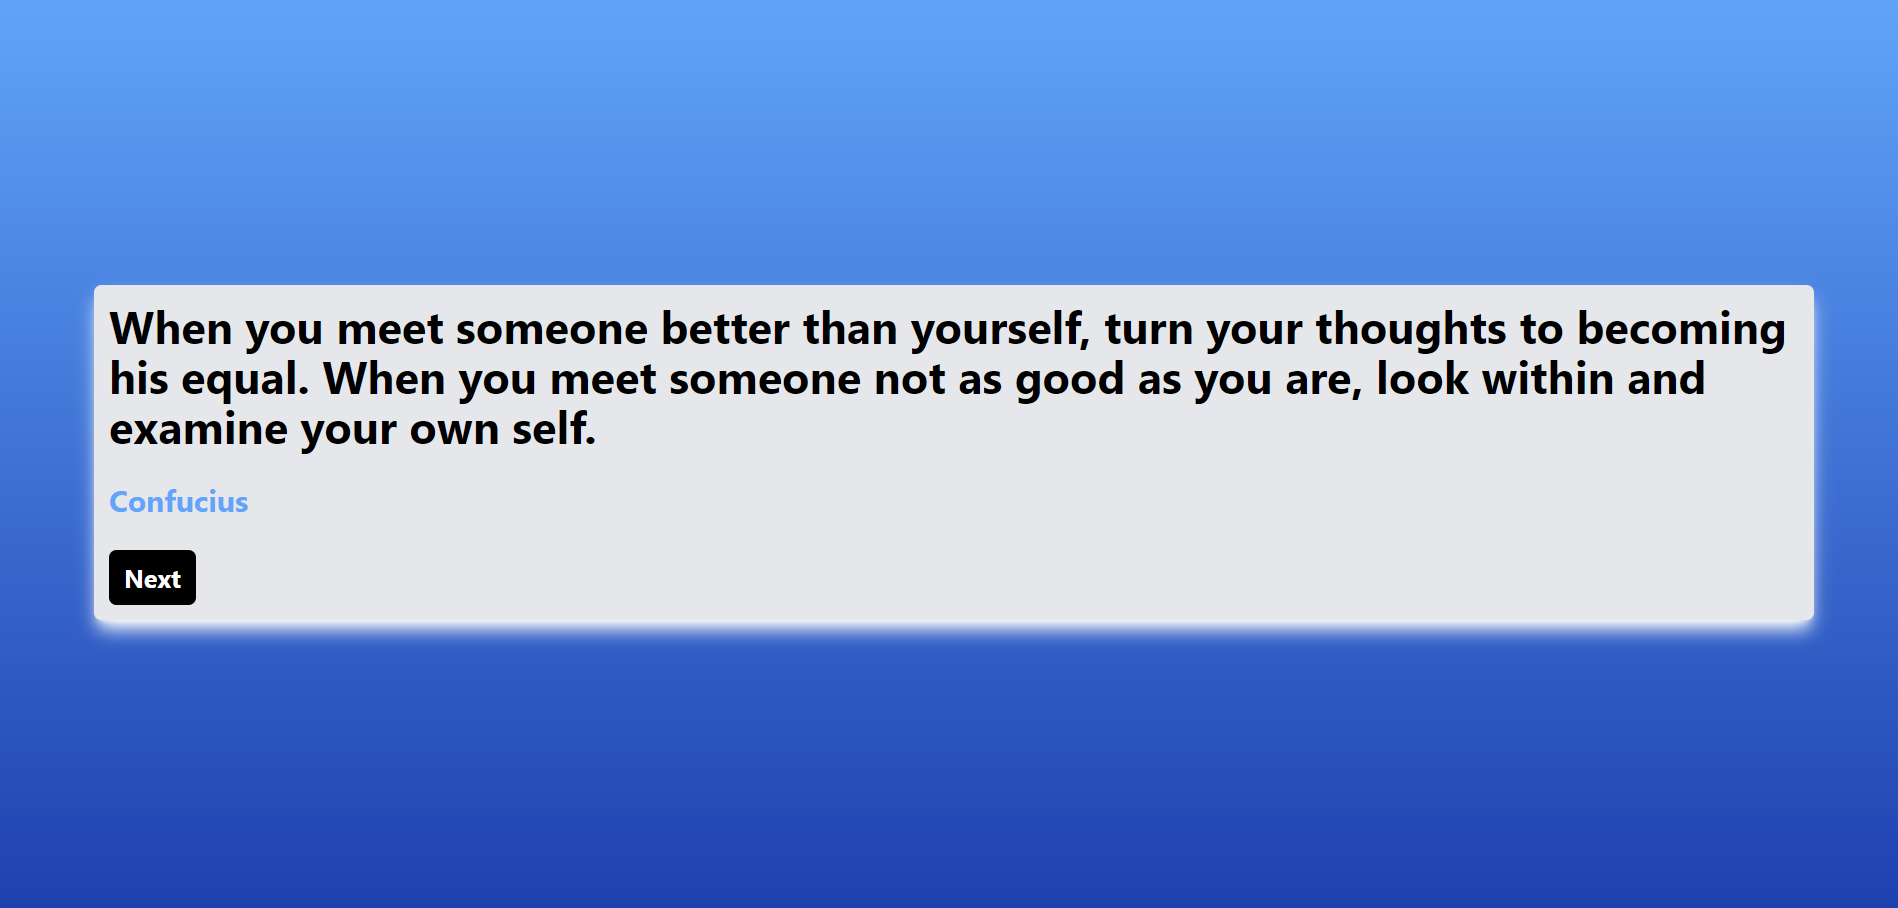 When you meet someone better than yourself, turn your thoughts to becoming
his equal. When you meet someone not as good as you are, look within and
examine your own self.
Confucius
Next